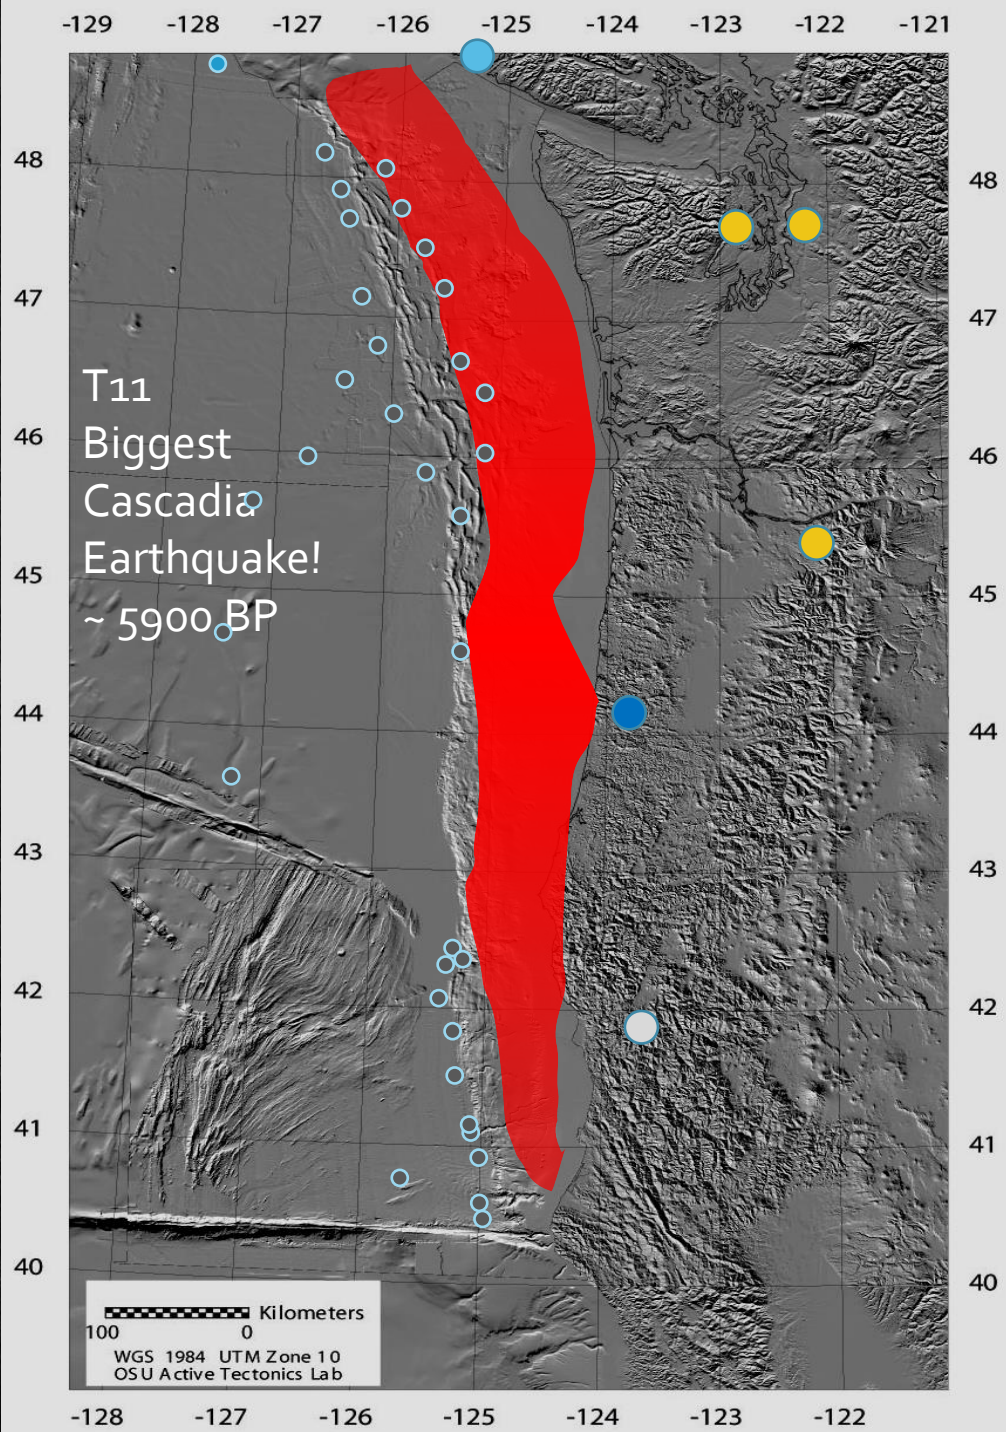 -129 -128 -127 -126 -125 -124 -123 -122 -121
48 48
47 47
T11
Biggest
46 46
Cascadia
Earthquake!
45 45
~ 5900 BP
44 44
43 43
42 42
41 41
40 40
Kilometers
100 0
WGS 1984 UTM Zone 10
OSU Active Tectonics Lab
-128 -127 -126 -125 -124 -123 -122